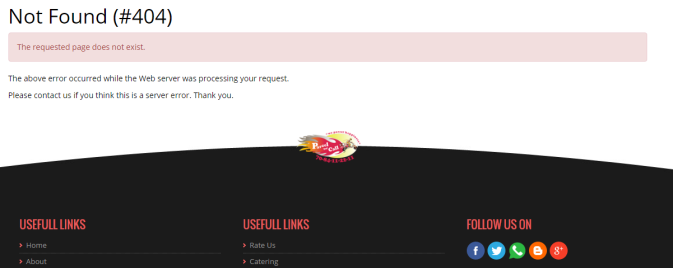 Not Found (#404)
The requested page does not exist.
The above error occurred while the Web server was processing your request.
Please contact us if you think this is a server error. Thank you.
USEFULL LINKS
Home
About
USEFULL LINKS
Rate Us
Catering
FOLLOW US ON